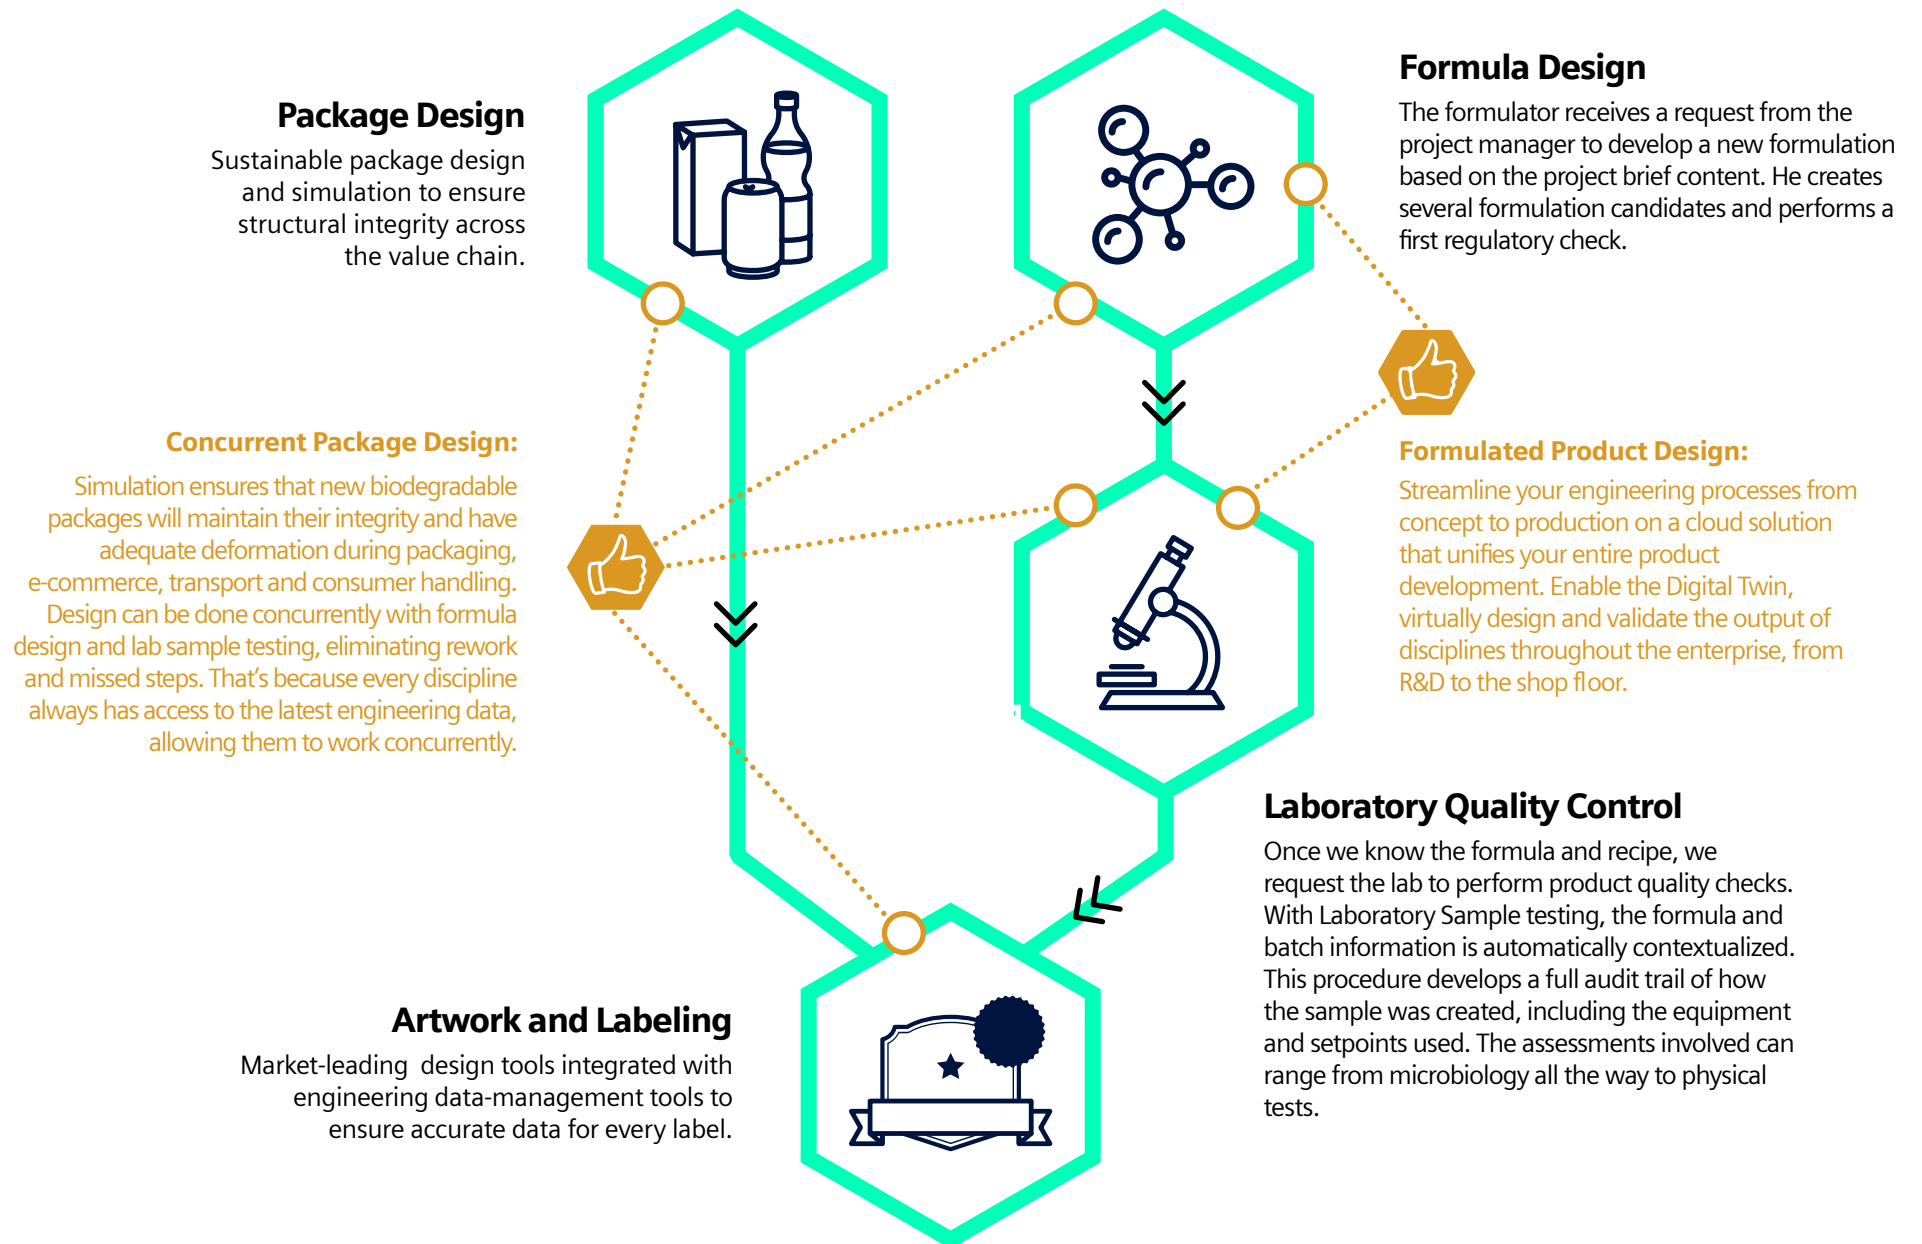 Package Design
Sustainable package design
and simulation to ensure
structural integrity across
the value chain.
Formula Design
The formulator receives a request from the
project manager to develop a new formulation
based on the project brief content. He creates
several formulation candidates and performs a
first regulatory check.
Concurrent Package Design:
Simulation ensures that new biodegradable
packages will maintain their integrity and have
adequate deformation during packaging,
e-commerce, transport and consumer handling.
Design can be done concurrently with formula
design and lab sample testing, eliminating rework
and missed steps. That’s because every discipline
always has access to the latest engineering data,
allowing them to work concurrently.
Formulated Product Design:
Streamline your engineering processes from
concept to production on a cloud solution
that unifies your entire product
development. Enable the Digital Twin,
virtually design and validate the output of
disciplines throughout the enterprise, from
R&D to the shop floor.
Laboratory Quality Control
Once we know the formula and recipe, we
request the lab to perform product quality checks.
With Laboratory Sample testing, the formula and
batch information is automatically contextualized.
This procedure develops a full audit trail of how
the sample was created, including the equipment
and setpoints used. The assessments involved can
range from microbiology all the way to physical
tests.
Artwork and Labeling
Market-leading  design tools integrated with
engineering data-management tools to
ensure accurate data for every label.